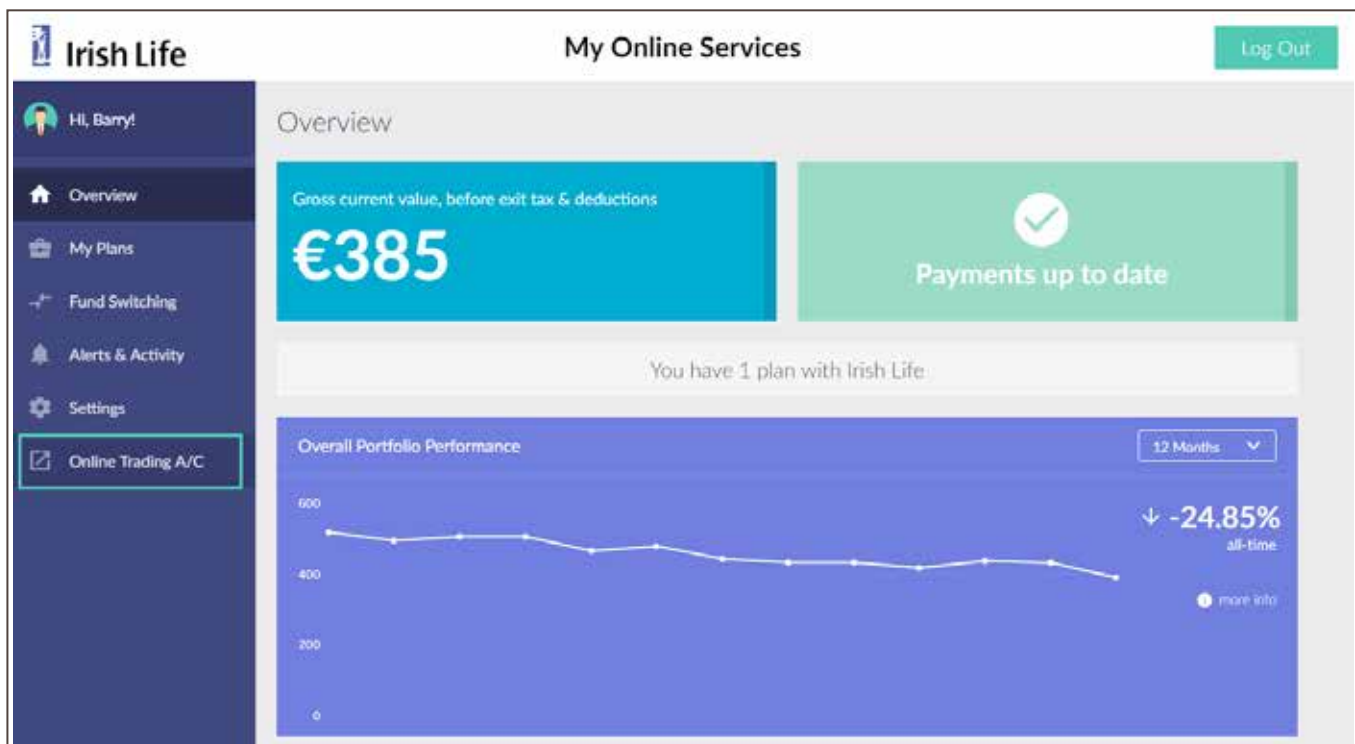 Irish Life
My Online Services
Log Out
Hi, Barry!
Overview
My Plans
Fund Switching
Alerts & Activity
Settings
Online Trading A/C
Overview
Gross current value, before exit tax & deductions
€385
Payments up to date
You have 1 plan with Irish Life
Overall Portfolio Performance
12 Months
600
400
200
0
-24.85%
all-time
more info